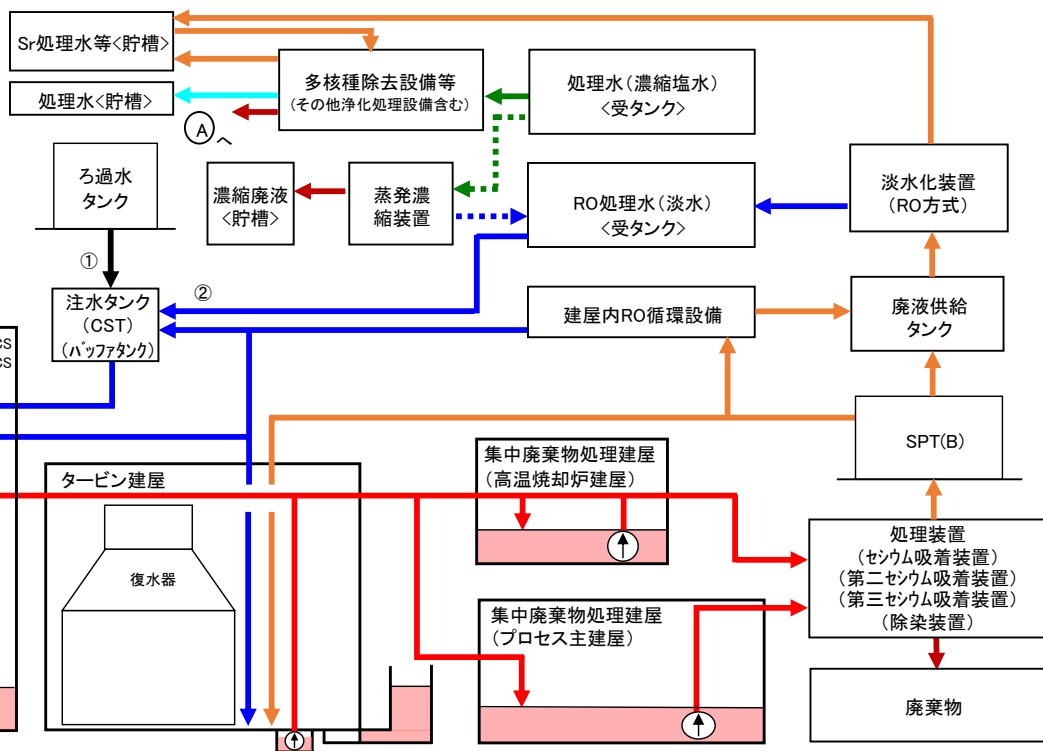 Sr処理水等<貯槽>
処理水<貯槽>
多核種除去設備等
(その他浄化処理設備含む)
処理水(濃縮塩水)
<受タンク>
Aへ
ろ過水
タンク
濃縮廃液
<貯槽>
蒸発濃
縮装置
RO処理水(淡水)
<受タンク>
淡水化装置
(RO方式)
①
②
注水タンク
(CST)
(バッファタンク)
建屋内RO循環設備
廃液供給
タンク
CS
CS
SPT(B)
タービン建屋
復水器
集中廃棄物処理建屋
(高温焼却炉建屋)
処理装置
(セシウム吸着装置)
(第二セシウム吸着装置)
(第三セシウム吸着装置)
(除染装置)
集中廃棄物処理建屋
(プロセス主建屋)
廃棄物